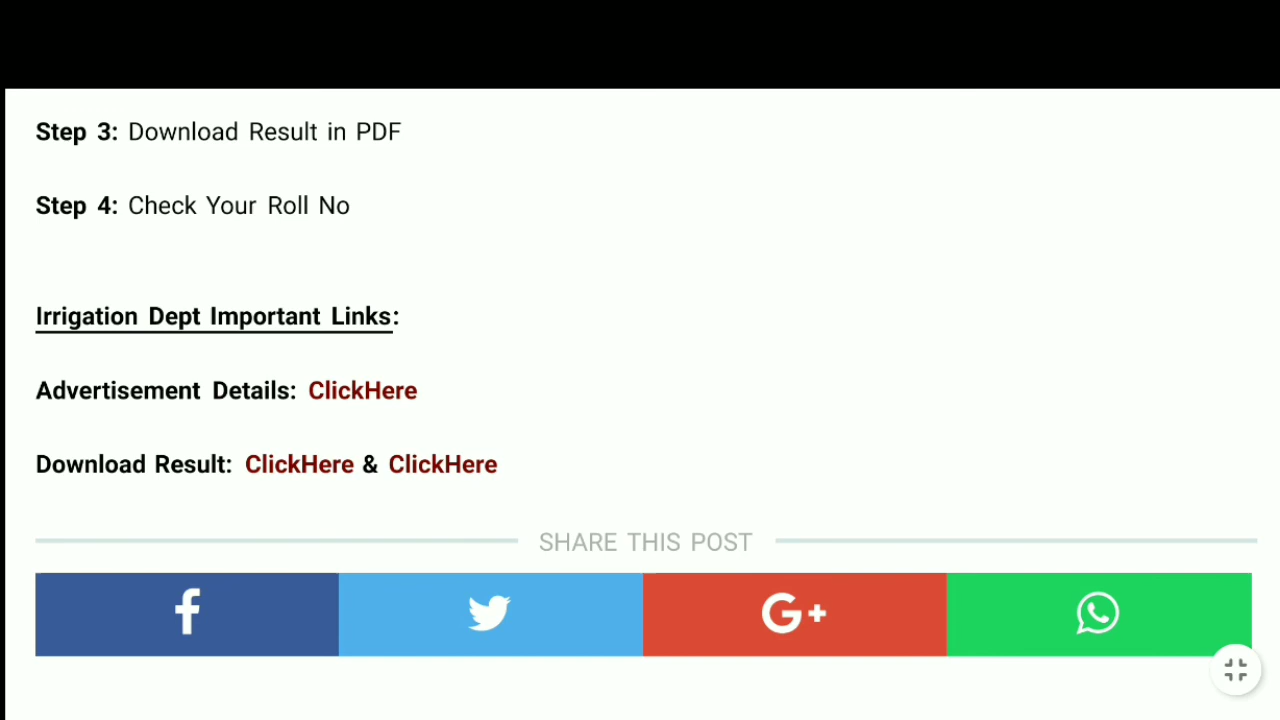 Step 3: Download Result in PDF
Step 4: Check Your Roll No
Irrigation Dept Important Links:
Advertisement Details: ClickHere
Download Result: ClickHere & ClickHere
SHARE THIS POST
f G+